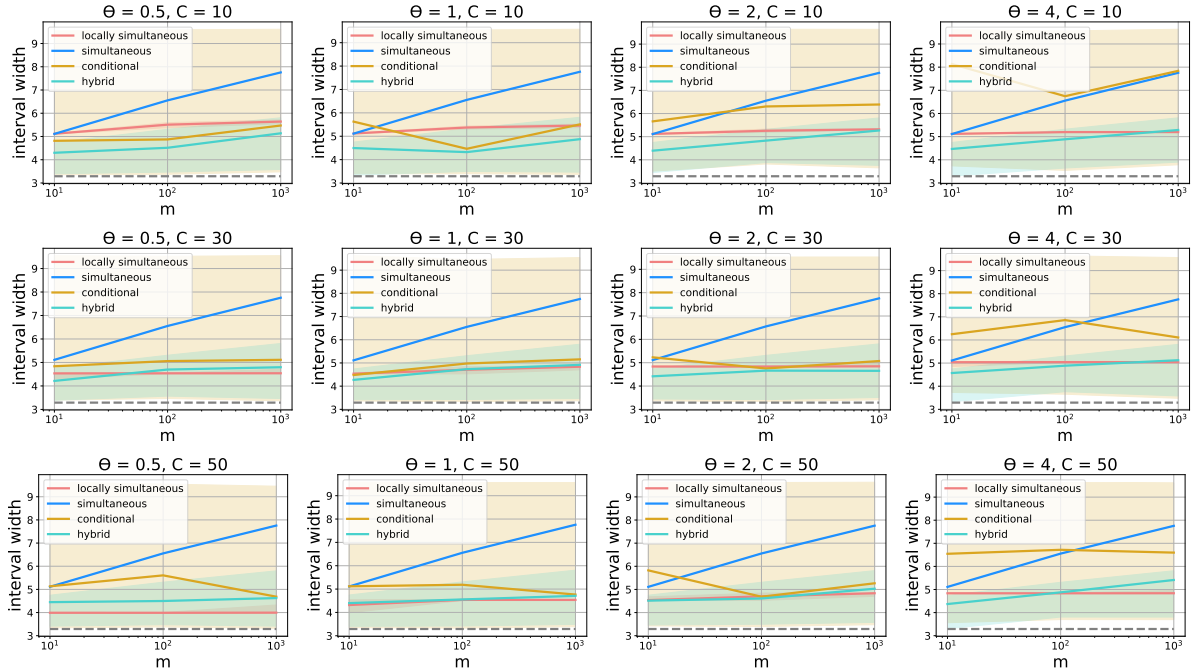 Ɵ = 0.5, C = 10
interval width
9
8
7
6
5
4
3
locally simultaneous
simultaneous
conditional
hybrid
10¹
10²
10³
m
Ɵ = 1, C = 10
interval width
9
8
7
6
5
4
3
locally simultaneous
simultaneous
conditional
hybrid
10¹
10²
10³
m
Ɵ = 2, C = 10
interval width
9
8
7
6
5
4
3
locally simultaneous
simultaneous
conditional
hybrid
10¹
10²
10³
m
Ɵ = 4, C = 10
interval width
9
8
7
6
5
4
3
locally simultaneous
simultaneous
conditional
hybrid
10¹
10²
10³
m
Ɵ = 0.5, C = 30
interval width
9
8
7
6
5
4
3
locally simultaneous
simultaneous
conditional
hybrid
10¹
10²
10³
m
Ɵ = 1, C = 30
interval width
9
8
7
6
5
4
3
locally simultaneous
simultaneous
conditional
hybrid
10¹
10²
10³
m
Ɵ = 2, C = 30
interval width
9
8
7
6
5
4
3
locally simultaneous
simultaneous
conditional
hybrid
10¹
10²
10³
m
Ɵ = 4, C = 30
interval width
9
8
7
6
5
4
3
locally simultaneous
simultaneous
conditional
hybrid
10¹
10²
10³
m
Ɵ = 0.5, C = 50
interval width
9
8
7
6
5
4
3
locally simultaneous
simultaneous
conditional
hybrid
10¹
10²
10³
m
Ɵ = 1, C = 50
interval width
9
8
7
6
5
4
3
locally simultaneous
simultaneous
conditional
hybrid
10¹
10²
10³
m
Ɵ = 2, C = 50
interval width
9
8
7
6
5
4
3
locally simultaneous
simultaneous
conditional
hybrid
10¹
10²
10³
m
Ɵ = 4, C = 50
interval width
9
8
7
6
5
4
3
locally simultaneous
simultaneous
conditional
hybrid
10¹
10²
10³
m